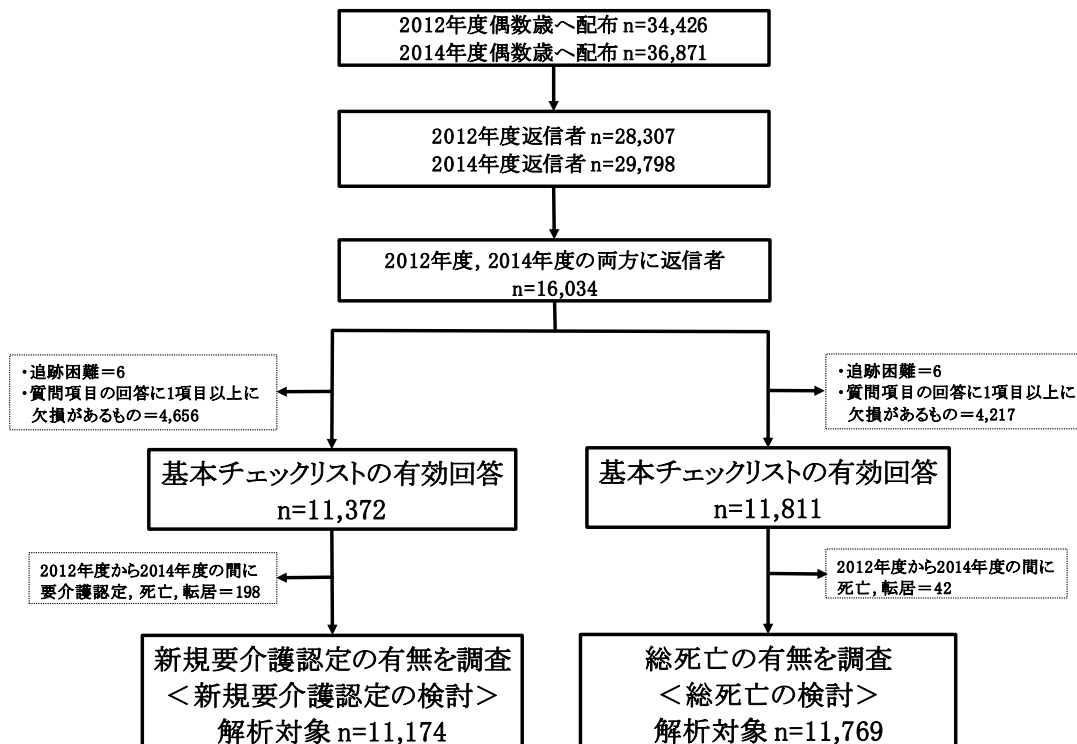 2012年度偶数歳へ配布 n=34,426
2014年度偶数歳へ配布 n=36,871
2012年度返信者 n=28,307
2014年度返信者 n=29,798
2012年度, 2014年度の両方に返信者
n=16,034
・追跡困難=6
・質問項目の回答に1項目以上に
欠損があるもの=4,656
・追跡困難=6
・質問項目の回答に1項目以上に
欠損があるもの=4,217
基本チェックリストの有効回答
n=11,372
基本チェックリストの有効回答
n=11,811
2012年度から2014年度の間に
要介護認定, 死亡, 転居=198
2012年度から2014年度の間に
死亡, 転居=42
新規要介護認定の有無を調査
<新規要介護認定の検討>
解析対象 n=11,174
総死亡の有無を調査
<総死亡の検討>
解析対象 n=11,769